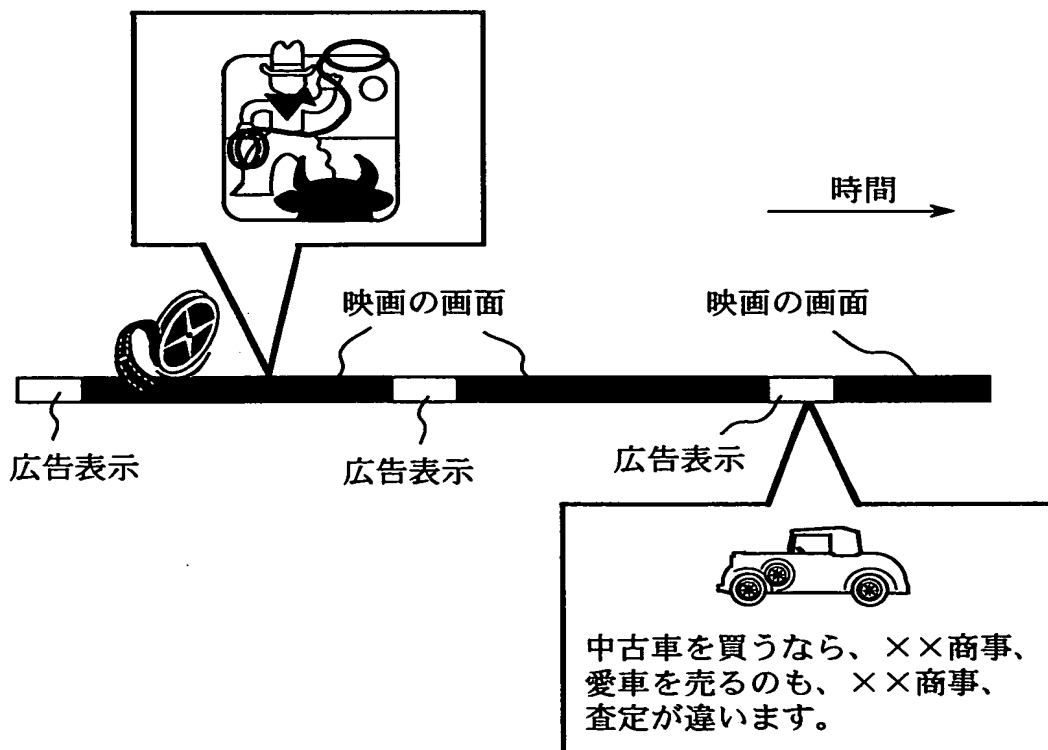 時間
映画の画面
映画の画面
広告表示
広告表示
広告表示
中古車を買うなら、××商事、
愛車を売るのも、××商事、
査定が違います。